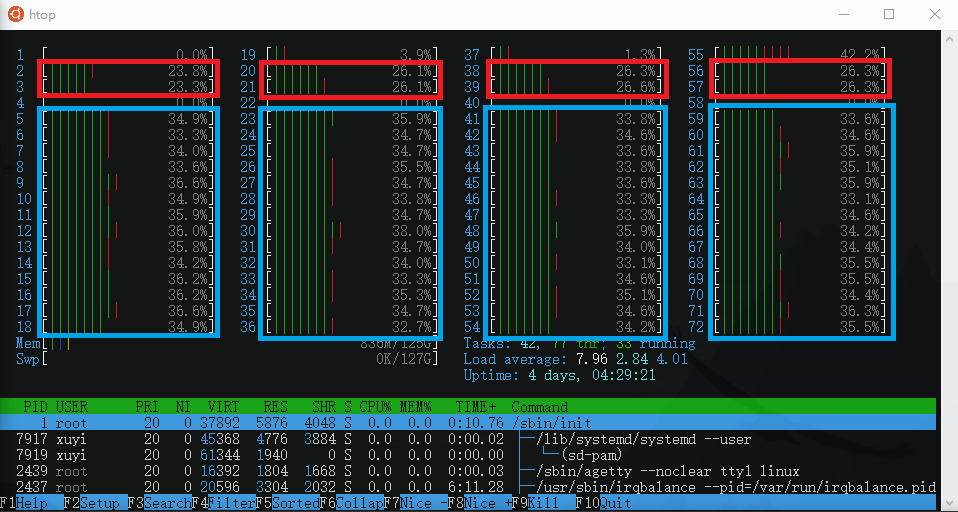 htop
1 [ 0.0%] 19 [|| 3.9%] 37 [|| 1.3%] 55 [||||||||| 42.2%]
2 [|||||| 23.8%] 20 [|||||| 26.1%] 38 [|||||| 26.3%] 56 [|||||| 26.3%]
3 [||||| 23.3%] 21 [||||||| 26.1%] 39 [||||||| 26.6%] 57 [|||||| 26.3%]
4 [ 0.0%] 22 [ 0.0%] 40 [ 0.0%] 58 [ 0.0%]
5 [|||||||| 34.9%] 23 [|||||||| 35.9%] 41 [||||||| 33.8%] 59 [||||||| 33.6%]
6 [|||||||| 33.3%] 24 [||||||| 34.7%] 42 [|||||||| 34.6%] 60 [|||||||| 34.6%]
7 [|||||||| 34.0%] 25 [||||||| 34.7%] 43 [||||||| 33.6%] 61 [||||||||| 35.9%]
8 [||||||| 33.6%] 26 [|||||||| 35.5%] 44 [||||||| 33.8%] 62 [|||||||| 35.1%]
9 [||||||||| 36.6%] 27 [|||||||| 34.7%] 45 [||||||| 33.6%] 63 [|||||||| 35.9%]
10 [|||||||| 34.9%] 28 [|||||||| 33.8%] 46 [||||||| 33.3%] 64 [||||||| 33.1%]
11 [|||||||| 35.9%] 29 [||||||| 34.7%] 47 [||||||| 33.6%] 65 [||||||| 34.6%]
12 [||||||||| 36.0%] 30 [||||||||| 38.0%] 48 [|||||||| 35.9%] 66 [|||||||| 34.2%]
13 [|||||||| 35.8%] 31 [|||||||| 34.0%] 49 [||||||| 34.0%] 67 [|||||||| 34.4%]
14 [|||||||| 34.2%] 32 [|||||||| 34.6%] 50 [||||||| 33.1%] 68 [|||||||| 35.5%]
15 [|||||||| 36.2%] 33 [|||||||| 33.3%] 51 [|||||||| 34.6%] 69 [|||||||| 35.5%]
16 [|||||||| 36.2%] 34 [|||||||| 35.3%] 52 [|||||||| 35.1%] 70 [|||||||| 34.4%]
17 [||||||||| 36.6%] 35 [|||||||| 34.7%] 53 [|||||||| 34.6%] 71 [||||||||| 36.3%]
18 [||||||| 34.9%] 36 [|||||||| 32.7%] 54 [|||||||| 34.2%] 72 [|||||||| 35.5%]
Mem[||| 836M/125G] Tasks: 42, 77 thr; 33 running
Swp[ 0K/127G] Load average: 7.96 2.84 4.01
Uptime: 4 days, 04:29:21
PID USER PRI NI VIRT RES SHR S CPU% MEM% TIME+ Command
1 root 20 0 37892 5876 4048 S 0.0 0.0 0:10.76 /sbin/init
7917 xuyi 20 0 45368 4776 3884 S 0.0 0.0 0:00.02 ├─/lib/systemd/systemd --user
7919 xuyi 20 0 61344 1940 0 S 0.0 0.0 0:00.00 │ └─(sd-pam)
2439 root 20 0 16392 1804 1668 S 0.0 0.0 0:00.03 ├─/sbin/agetty --noclear tty1 linux
2437 root 20 0 20596 3304 2032 S 0.0 0.0 6:11.28 ├─/usr/sbin/irqbalance --pid=/var/run/irqbalance.pid
F1Help F2Setup F3SearchF4FilterF5SortedF6CollapF7Nice -F8Nice +F9Kill F10Quit